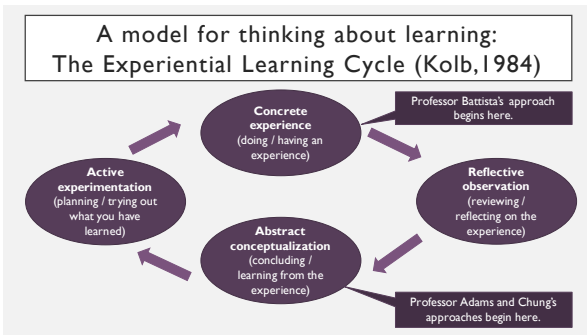 A model for thinking about learning:
The Experiential Learning Cycle (Kolb,1984)
Concrete
experience
(doing / having an
experience)
Professor Battista's approach
begins here.
Reflective
observation
(reviewing /
reflecting on the
experience)
Abstract
conceptualization
(concluding /
learning from the
experience)
Professor Adams and Chung's
approaches begin here.
Active
experimentation
(planning / trying out
what you have
learned)